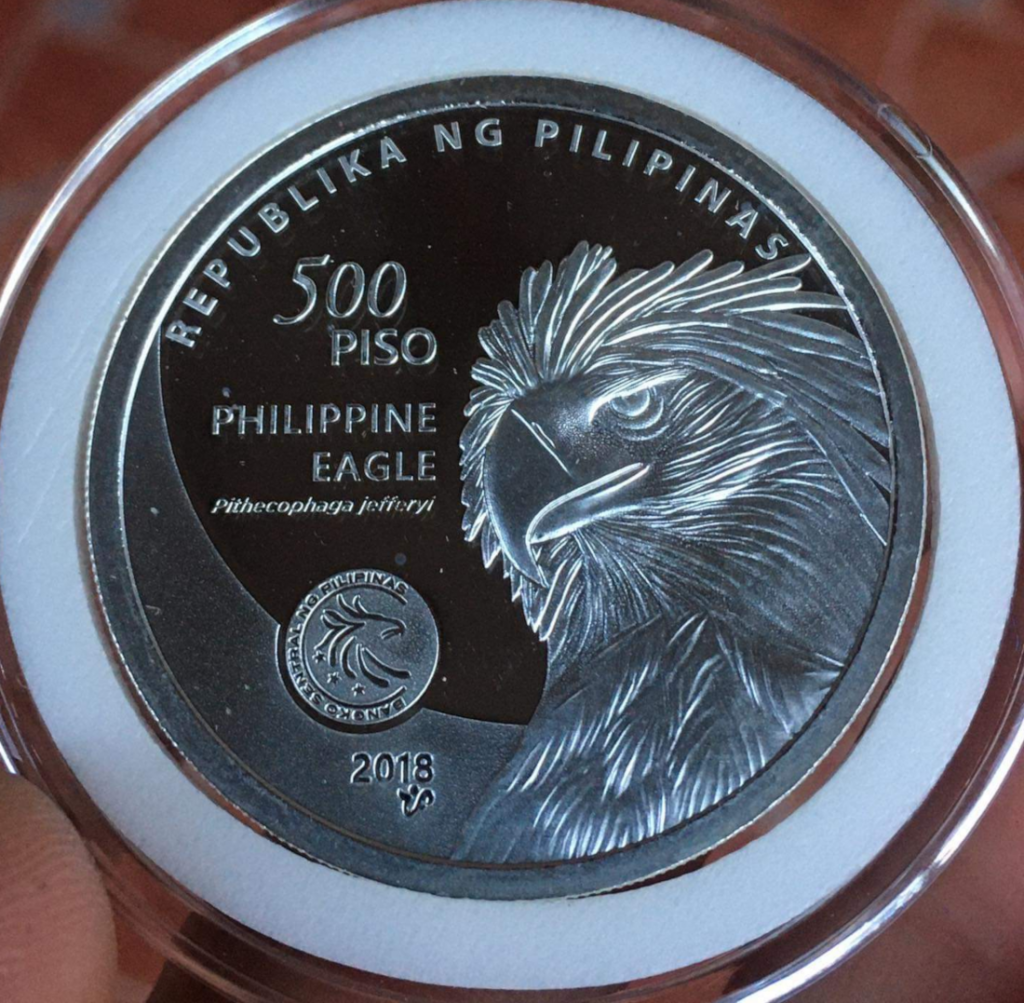 REPUBLIKA NG PILIPINAS
500
PISO
PHILIPPINE
EAGLE
Pithecophaga jefferyi
BANGKO SENTRAL NG PILIPINAS
2018